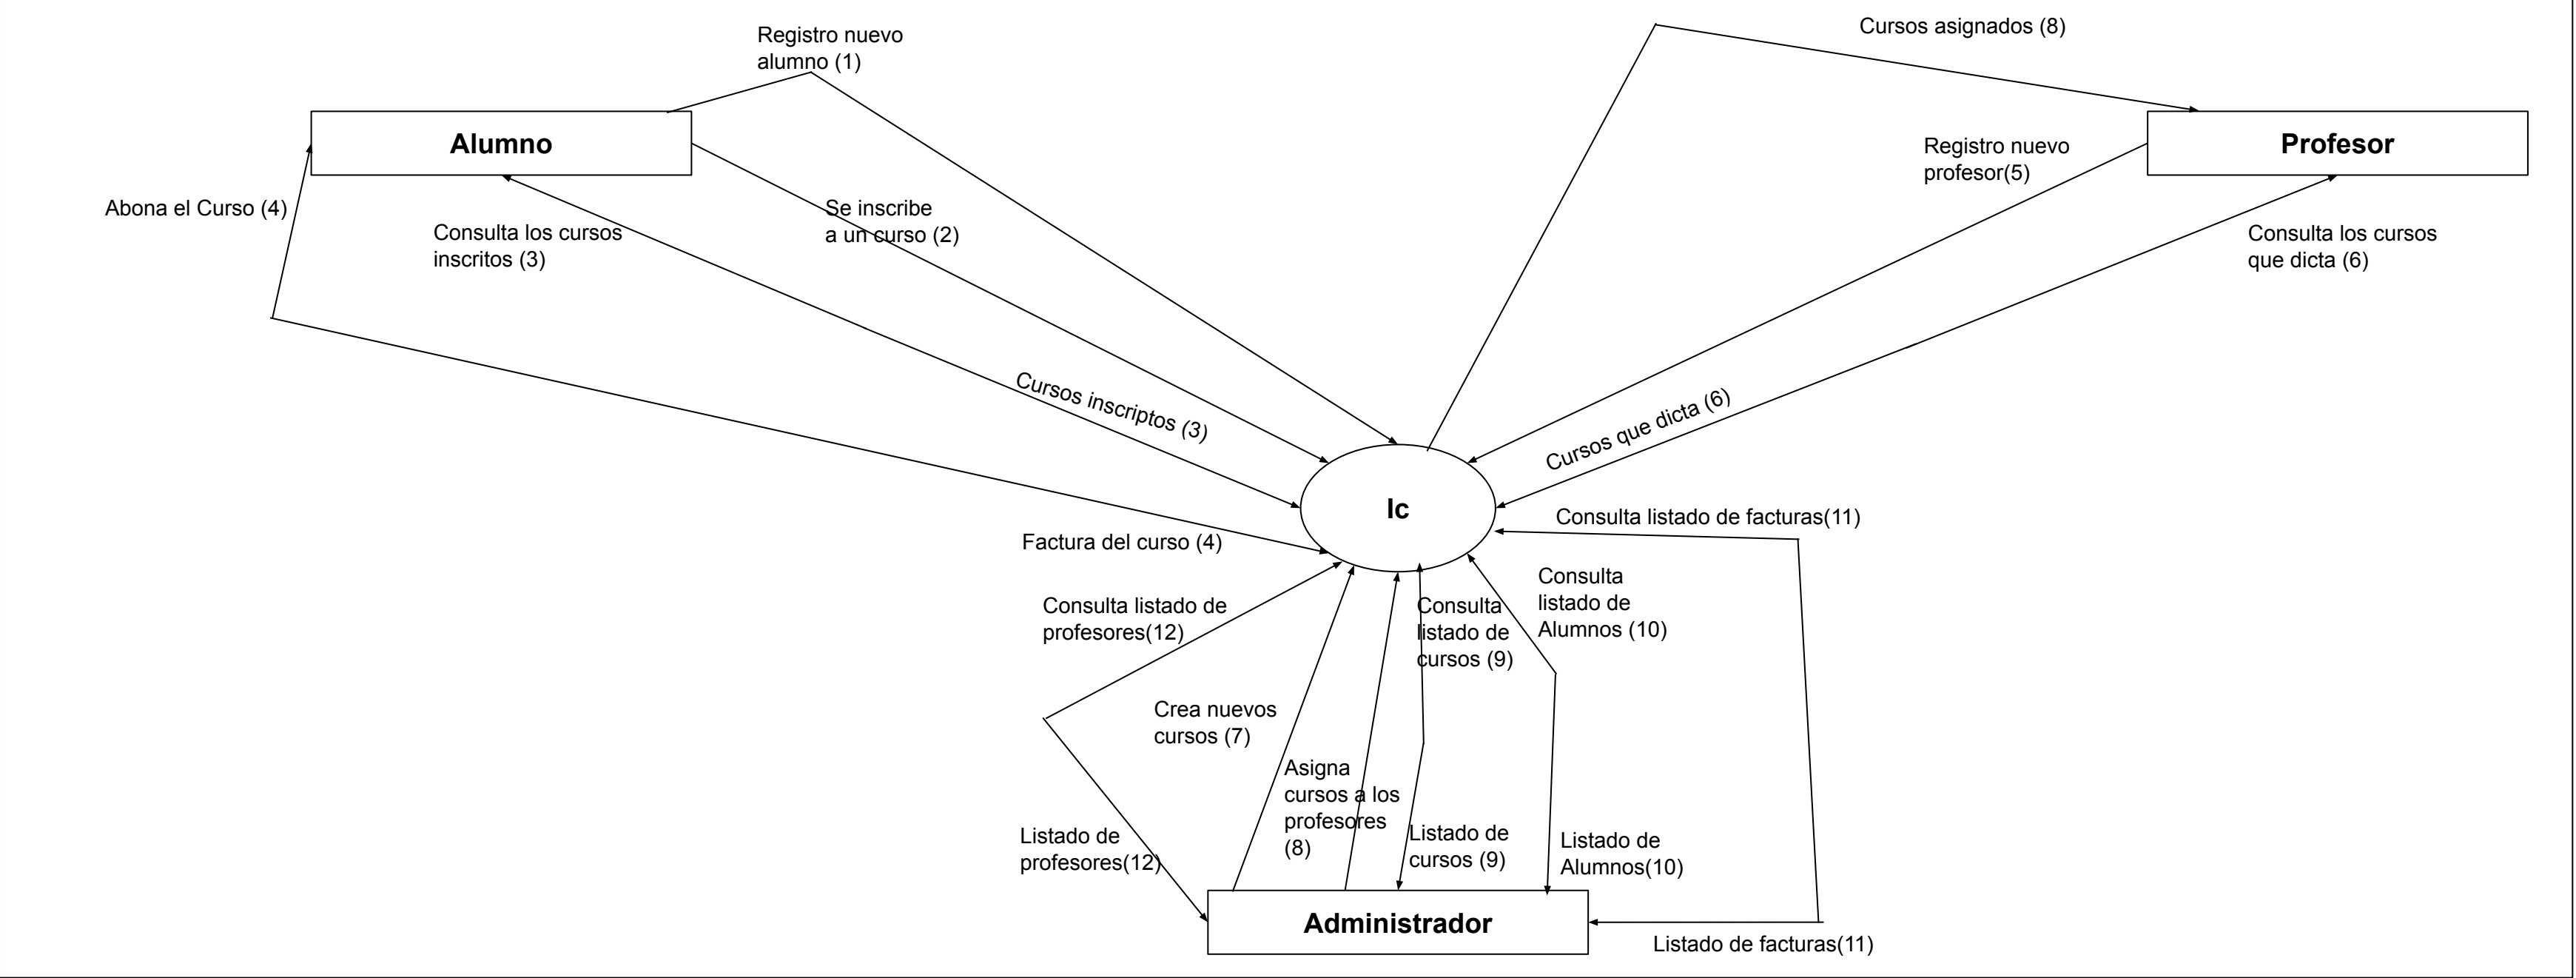 Registro nuevo
alumno (1)
Cursos asignados (8)
Alumno
Profesor
Registro nuevo
profesor(5)
Abona el Curso (4)
Se inscribe
a un curso (2)
Consulta los cursos
inscritos (3)
Consulta los cursos
que dicta (6)
Cursos inscriptos (3)
Cursos que dicta (6)
Ic
Consulta listado de facturas(11)
Factura del curso (4)
Consulta listado de
profesores(12)
Consulta
listado de
cursos (9)
Consulta
listado de
Alumnos (10)
Crea nuevos
cursos (7)
Asigna
cursos a los
profesores
(8)
Listado de
profesores(12)
Listado de
cursos (9)
Listado de
Alumnos(10)
Administrador
Listado de facturas(11)